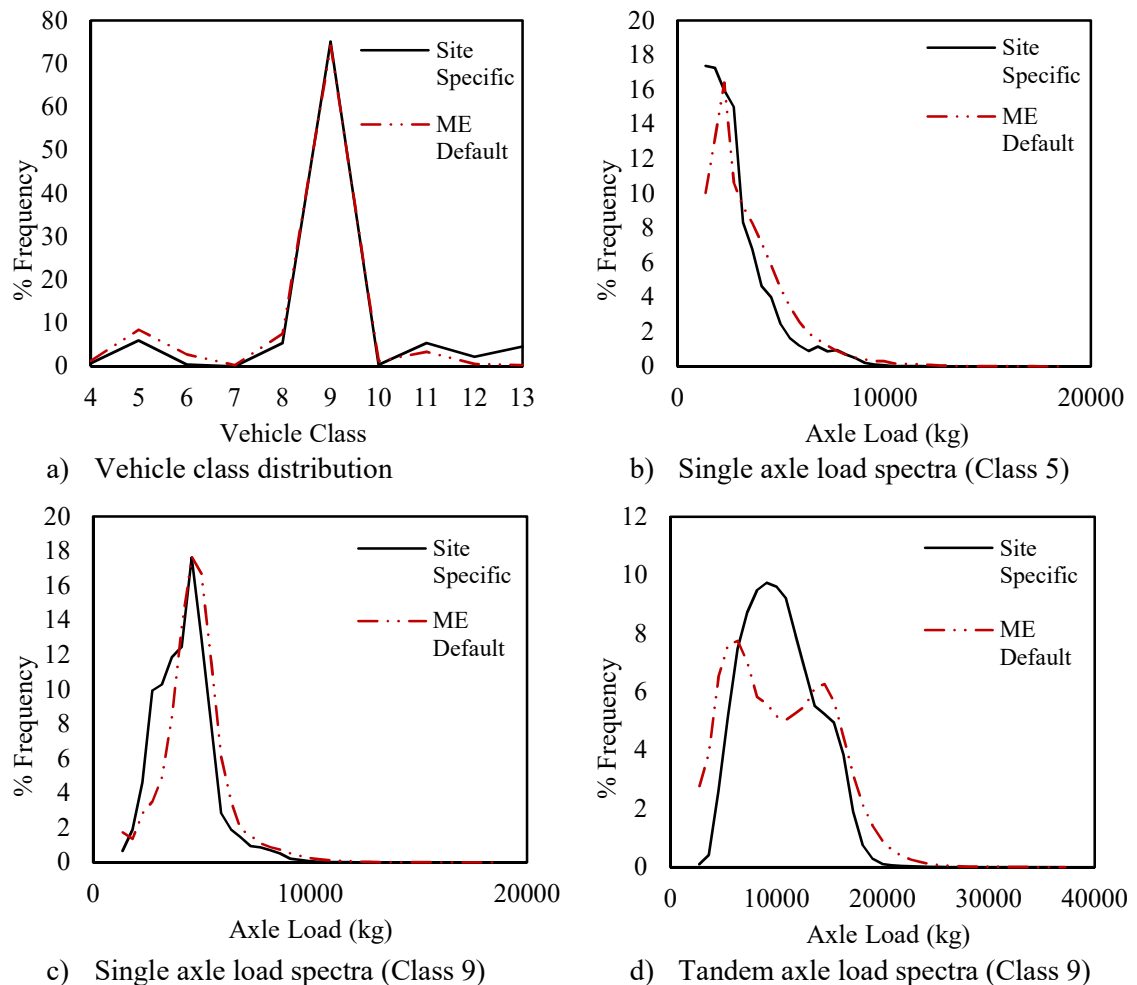 80
70
60
50
40
30
20
10
0
% Frequency
4 5 6 7 8 9 10 11 12 13
Vehicle Class
Site
Specific
ME
Default
a) Vehicle class distribution
20
18
16
14
12
10
8
6
4
2
0
% Frequency
0 10000 20000
Axle Load (kg)
Site
Specific
ME
Default
b) Single axle load spectra (Class 5)
20
18
16
14
12
10
8
6
4
2
0
% Frequency
0 10000 20000
Axle Load (kg)
Site
Specific
ME
Default
c) Single axle load spectra (Class 9)
12
10
8
6
4
2
0
% Frequency
0 10000 20000 30000 40000
Axle Load (kg)
Site
Specific
ME
Default
d) Tandem axle load spectra (Class 9)